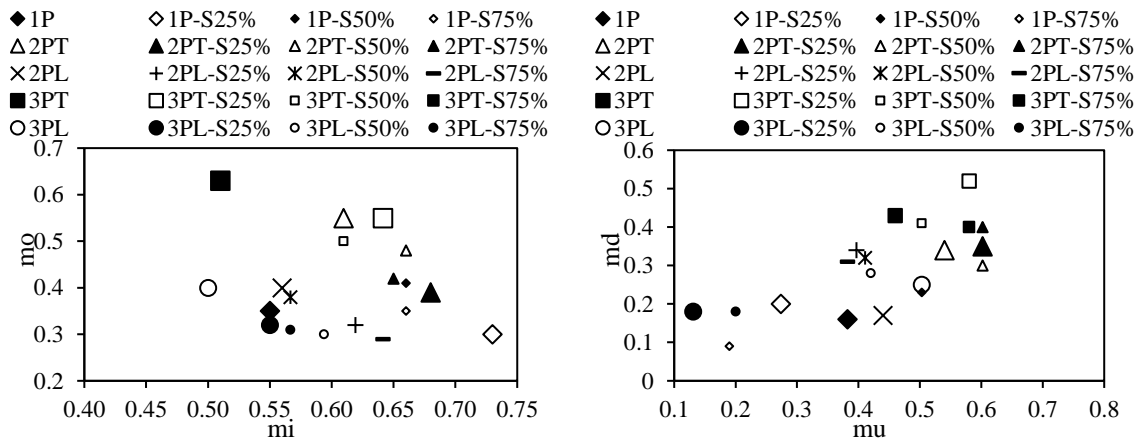 1P 1P-S25% 1P-S50% 1P-S75%
2PT 2PT-S25% 2PT-S50% 2PT-S75%
2PL 2PL-S25% 2PL-S50% 2PL-S75%
3PT 3PT-S25% 3PT-S50% 3PT-S75%
3PL 3PL-S25% 3PL-S50% 3PL-S75%
0.7
0.6
0.5
mo
0.4
0.3
0.2
0.40 0.45 0.50 0.55 0.60 0.65 0.70 0.75
mi
1P 1P-S25% 1P-S50% 1P-S75%
2PT 2PT-S25% 2PT-S50% 2PT-S75%
2PL 2PL-S25% 2PL-S50% 2PL-S75%
3PT 3PT-S25% 3PT-S50% 3PT-S75%
3PL 3PL-S25% 3PL-S50% 3PL-S75%
0.6
0.5
0.4
md
0.3
0.2
0.1
0
0.1 0.2 0.3 0.4 0.5 0.6 0.7 0.8
mu